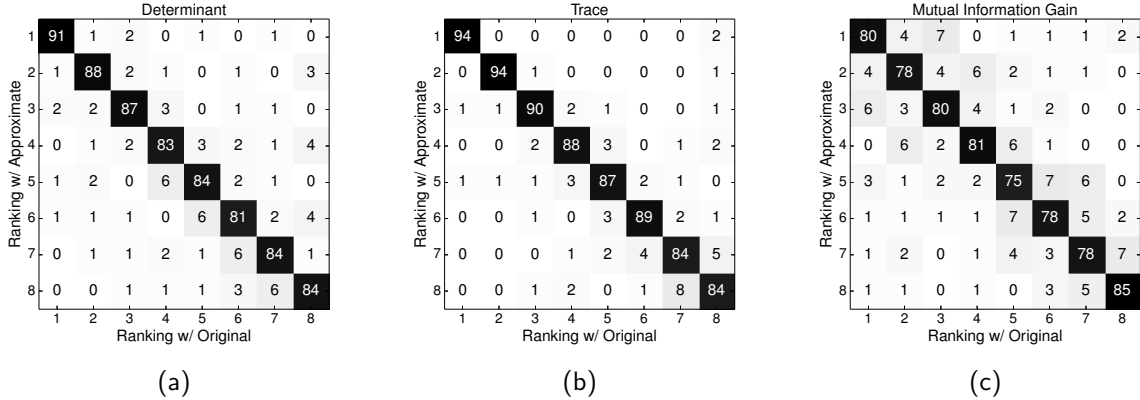 Determinant
Ranking w/ Approximate
1 91 1 2 0 1 0 1 0
2 1 88 2 1 0 1 0 3
3 2 2 87 3 0 1 1 0
4 0 1 2 83 3 2 1 4
5 1 2 0 6 84 2 1 0
6 1 1 1 0 6 81 2 4
7 0 1 1 2 1 6 84 1
8 0 0 1 1 1 3 6 84
1 2 3 4 5 6 7 8
Ranking w/ Original
(a)
Trace
Ranking w/ Approximate
1 94 0 0 0 0 0 0 2
2 0 94 1 0 0 0 0 1
3 1 1 90 2 1 0 0 0
4 0 0 2 88 3 0 1 2
5 1 1 1 3 87 2 1 0
6 0 0 1 0 3 89 2 1
7 0 0 0 1 2 4 84 5
8 0 0 1 2 0 1 8 84
1 2 3 4 5 6 7 8
Ranking w/ Original
(b)
Mutual Information Gain
Ranking w/ Approximate
1 80 4 7 0 1 1 1 2
2 4 78 4 6 2 1 1 0
3 6 3 80 4 1 2 0 0
4 0 6 2 81 6 1 0 0
5 3 1 2 2 75 7 6 0
6 1 1 1 1 7 78 5 2
7 1 2 0 1 4 3 78 7
8 1 1 1 1 0 3 5 85
1 2 3 4 5 6 7 8
Ranking w/ Original
(c)